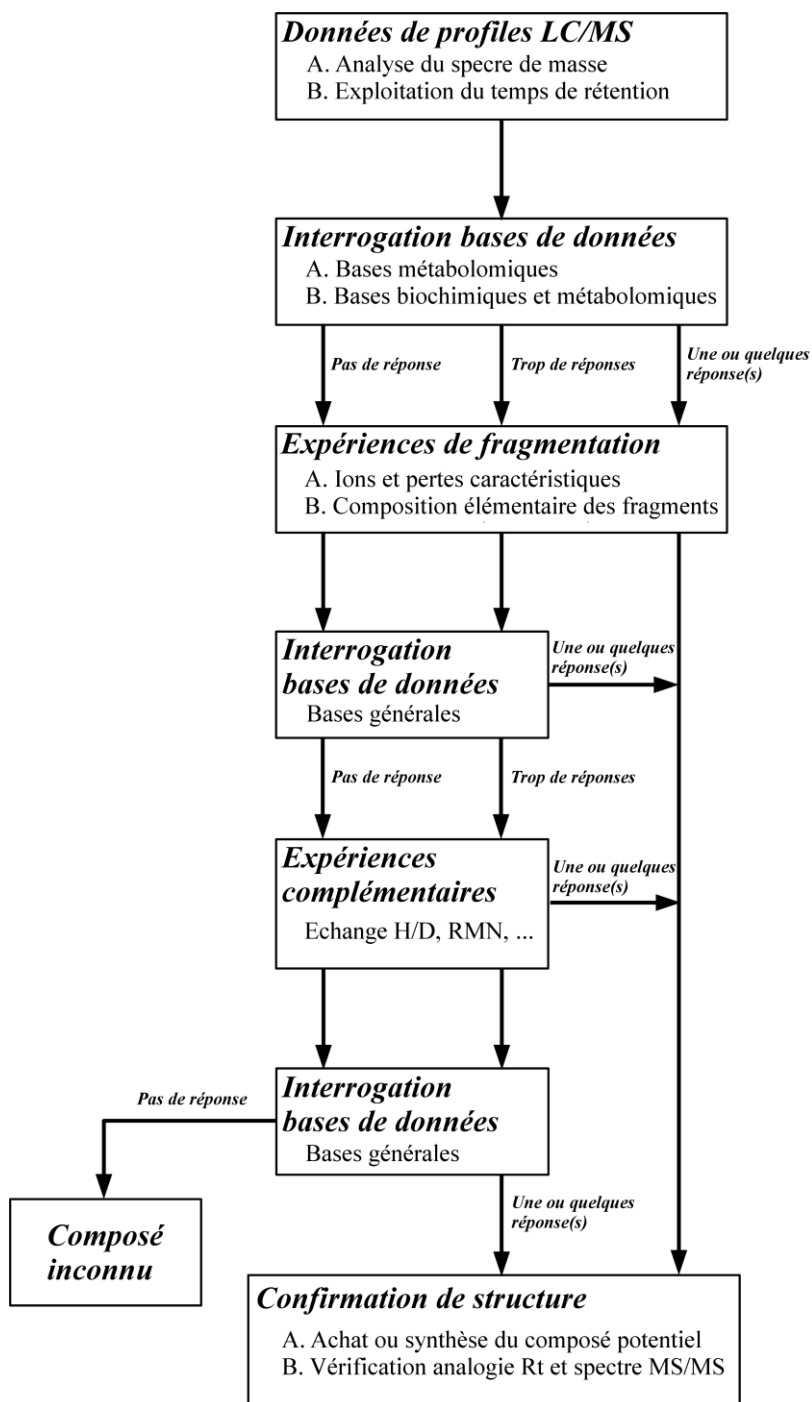 Données de profiles LC/MS
A. Analyse du specre de masse
B. Exploitation du temps de rétention
Interrogation bases de données
A. Bases métabolomiques
B. Bases biochimiques et métabolomiques
Pas de réponse
Trop de réponses
Une ou quelques
réponse(s)
Expériences de fragmentation
A. Ions et pertes caractéristiques
B. Composition élémentaire des fragments
Interrogation
bases de données
Bases générales
Une ou quelques
réponse(s)
Pas de réponse
Trop de réponses
Expériences
complémentaires
Echange H/D, RMN, ...
Une ou quelques
réponse(s)
Interrogation
bases de données
Bases générales
Pas de réponse
Composé
inconnu
Une ou quelques
réponse(s)
Confirmation de structure
A. Achat ou synthèse du composé potentiel
B. Vérification analogie Rt et spectre MS/MS